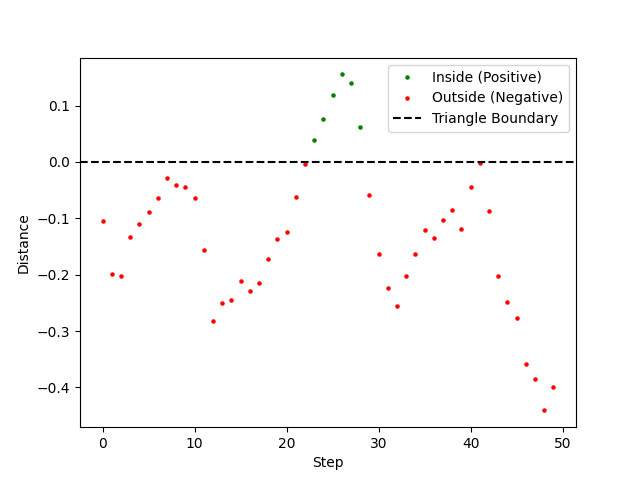 Inside (Positive)
Outside (Negative)
Triangle Boundary
0.1
0.0
−0.1
−0.2
−0.3
−0.4
Distance
0
10
20
30
40
50
Step